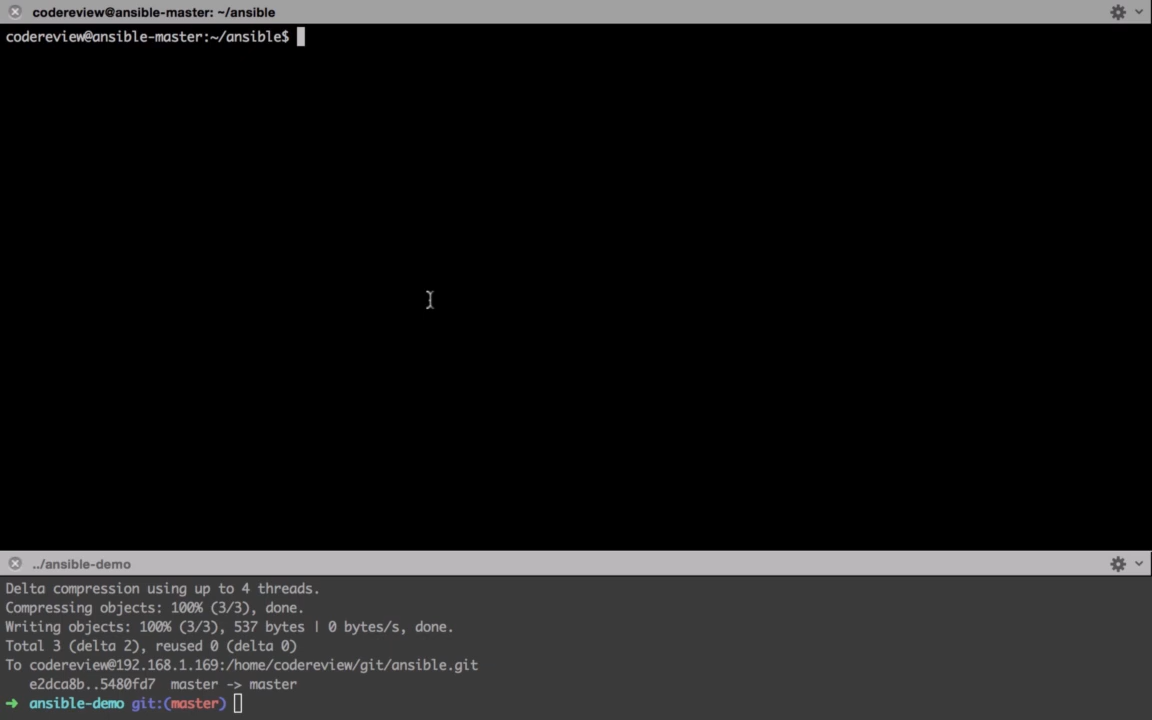 codereview@ansible-master: ~/ansible
codereview@ansible-master:~/ansible$
../ansible-demo
Delta compression using up to 4 threads.
Compressing objects: 100% (3/3), done.
Writing objects: 100% (3/3), 537 bytes | 0 bytes/s, done.
Total 3 (delta 2), reused 0 (delta 0)
To codereview@192.168.1.169:/home/codereview/git/ansible.git
   e2dca8b..5480fd7  master -> master
➜  ansible-demo git:(master)